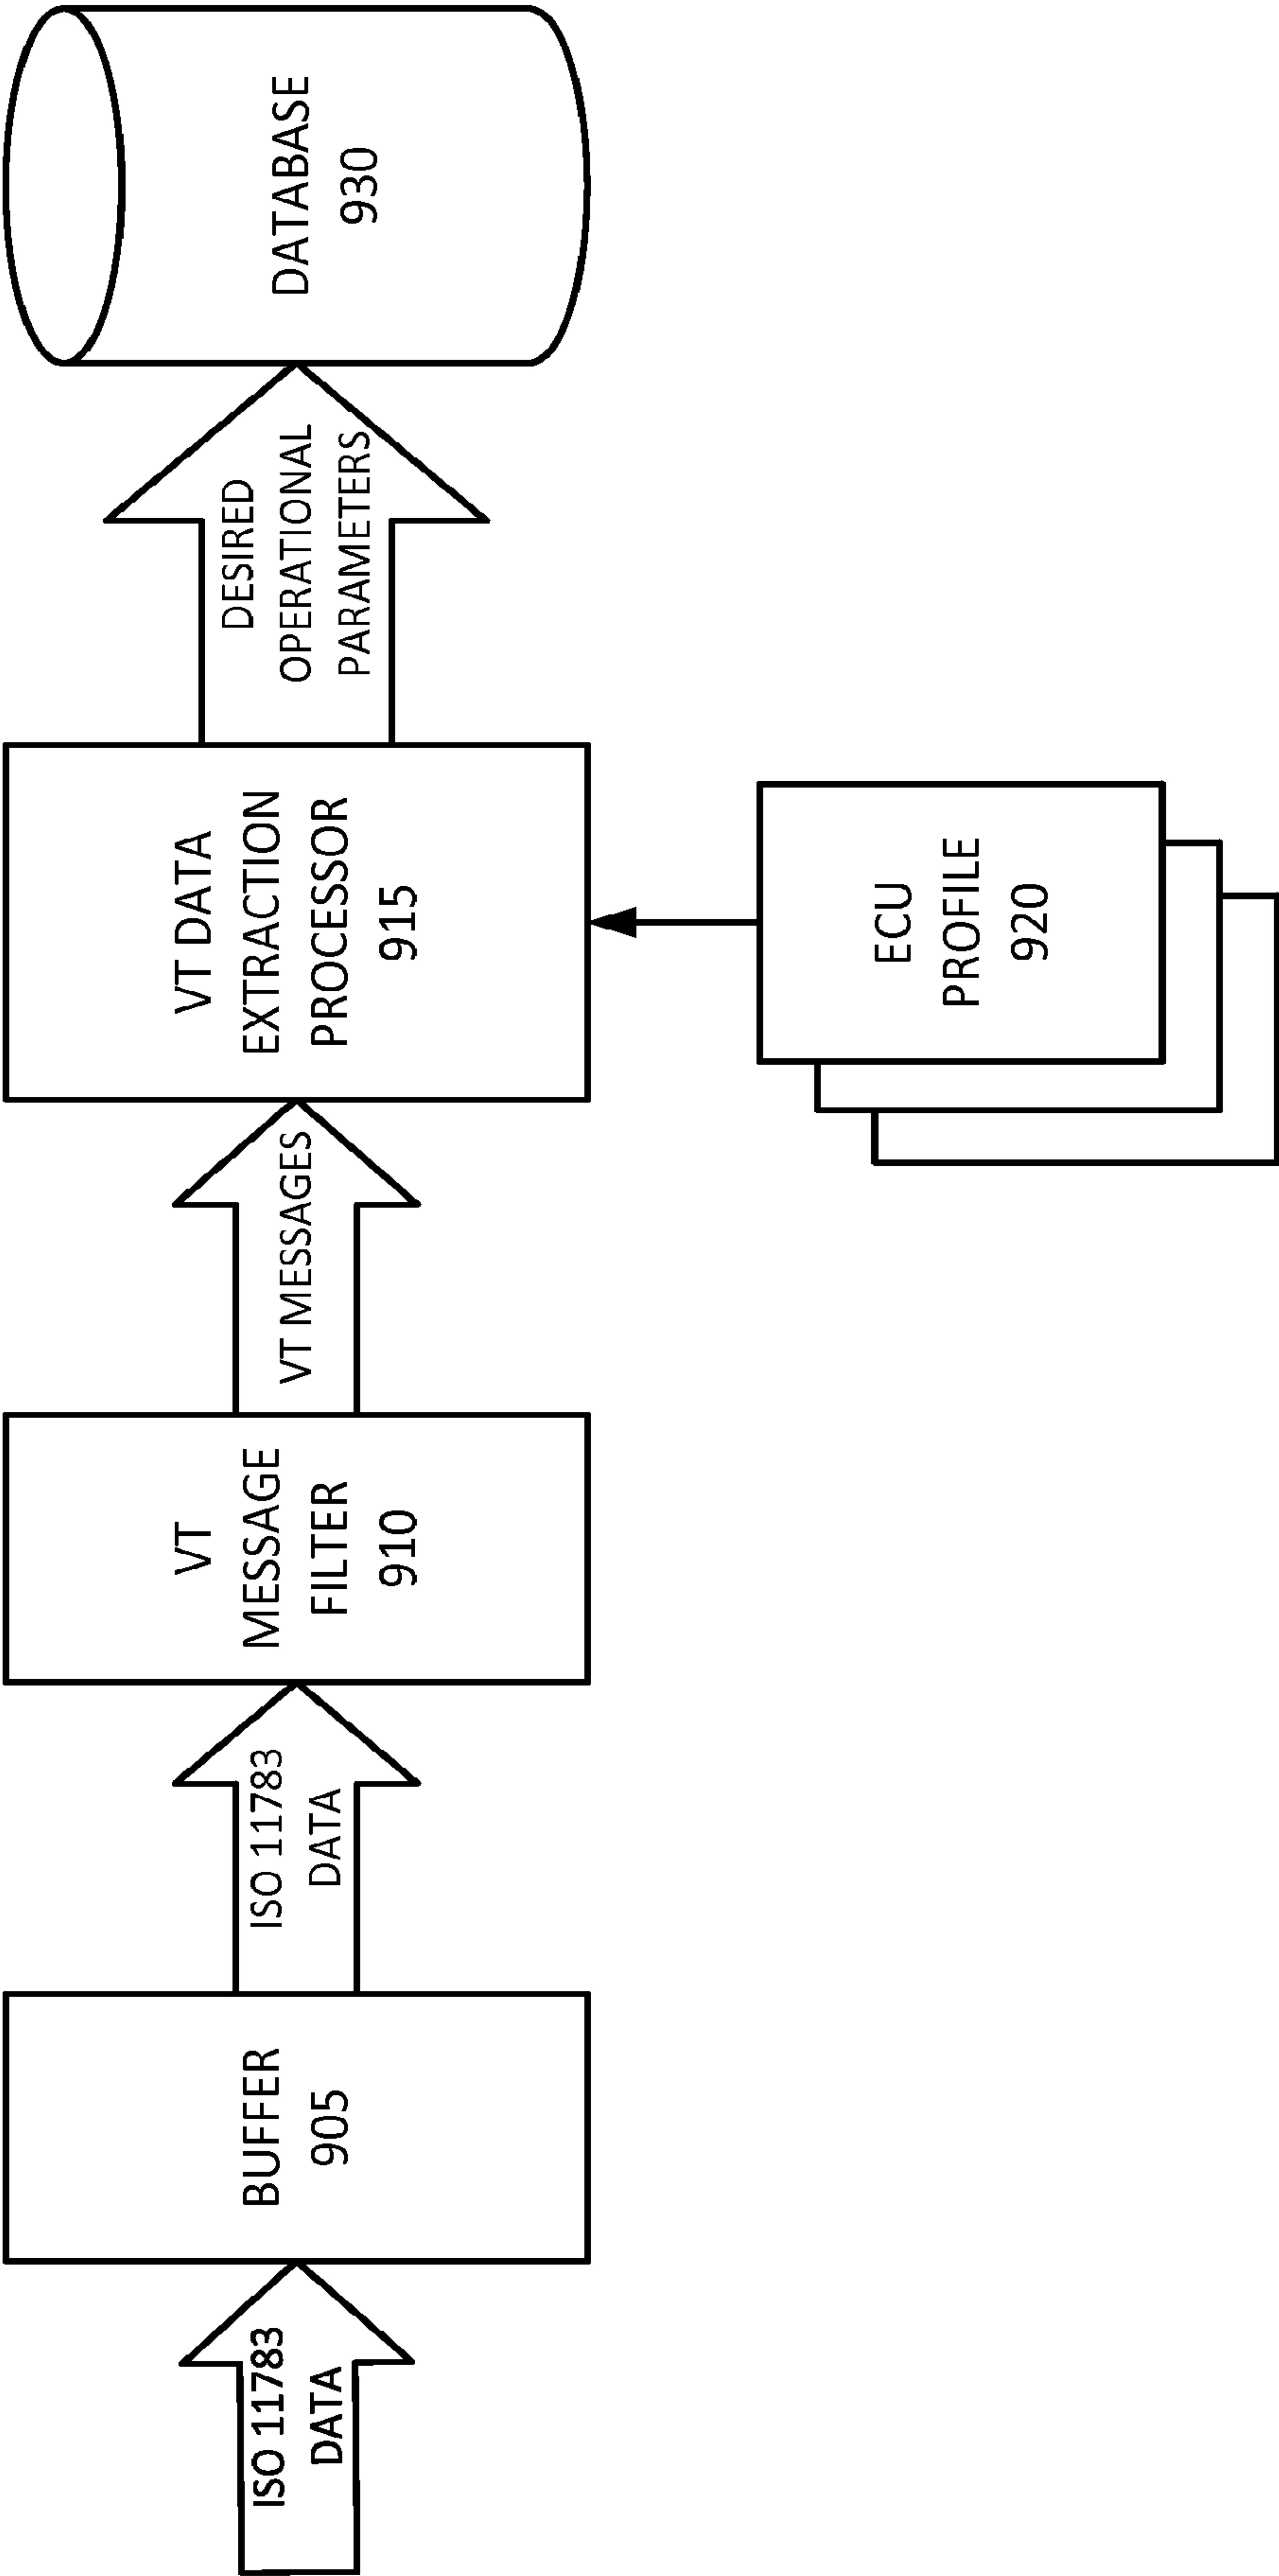 ISO 11783
DATA
BUFFER
905
ISO 11783
DATA
VT
MESSAGE
FILTER
910
VT MESSAGES
VT DATA
EXTRACTION
PROCESSOR
915
DESIRED
OPERATIONAL
PARAMETERS
DATABASE
930
ECU
PROFILE
920